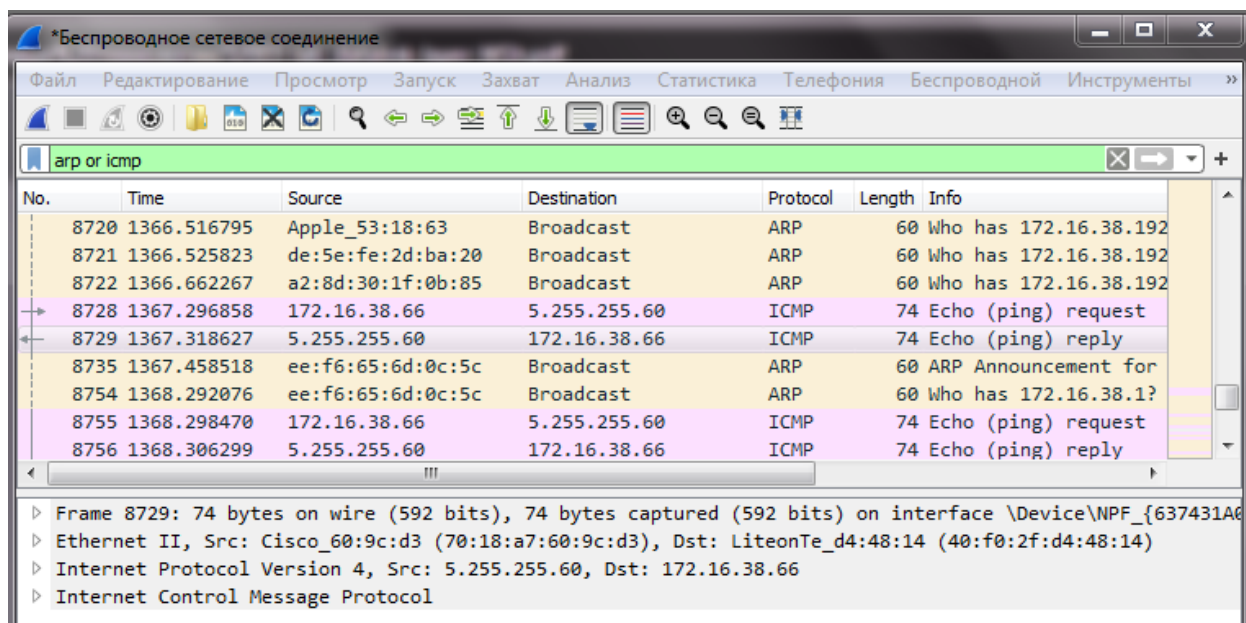 *Беспроводное сетевое соединение
Файл Редактирование Просмотр Запуск Захват Анализ Статистика Телефония Беспроводной Инструменты »
arp or icmp
No. Time Source Destination Protocol Length Info
8720 1366.516795 Apple_53:18:63 Broadcast ARP 60 Who has 172.16.38.192
8721 1366.525823 de:5e:fe:2d:ba:20 Broadcast ARP 60 Who has 172.16.38.192
8722 1366.662267 a2:8d:30:1f:0b:85 Broadcast ARP 60 Who has 172.16.38.192
8728 1367.296858 172.16.38.66 5.255.255.60 ICMP 74 Echo (ping) request
8729 1367.318627 5.255.255.60 172.16.38.66 ICMP 74 Echo (ping) reply
8735 1367.458518 ee:f6:65:6d:0c:5c Broadcast ARP 60 ARP Announcement for
8754 1368.292076 ee:f6:65:6d:0c:5c Broadcast ARP 60 Who has 172.16.38.1?
8755 1368.298470 172.16.38.66 5.255.255.60 ICMP 74 Echo (ping) request
8756 1368.306299 5.255.255.60 172.16.38.66 ICMP 74 Echo (ping) reply
Frame 8729: 74 bytes on wire (592 bits), 74 bytes captured (592 bits) on interface \Device\NPF_{637431A0
Ethernet II, Src: Cisco_60:9c:d3 (70:18:a7:60:9c:d3), Dst: LiteonTe_d4:48:14 (40:f0:2f:d4:48:14)
Internet Protocol Version 4, Src: 5.255.255.60, Dst: 172.16.38.66
Internet Control Message Protocol